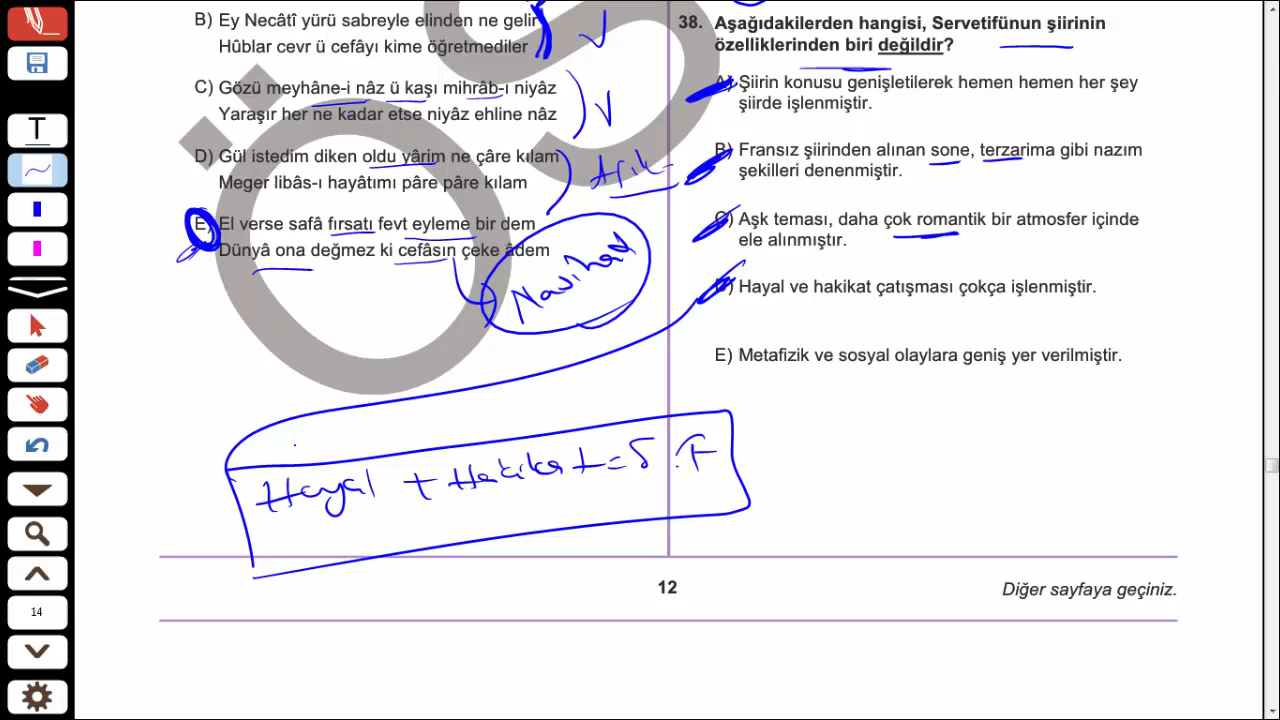 B) Ey Necâtî yürü sabreyle elinden ne gelir
Hûblar cevr ü cefâyı kime öğretmediler
C) Gözü meyhâne-i nâz ü kaşı mihrâb-ı niyâz
Yaraşır her ne kadar etse niyâz ehline nâz
D) Gül istedim diken oldu yârim ne çâre kılam
Meger libâs-ı hayâtımı pâre pâre kılam
E) El verse safâ fırsatı fevt eyleme bir dem
Dünyâ ona değmez ki cefâsın çeke âdem
Hayal + Hakikat = S.F
38. Aşağıdakilerden hangisi, Servetifünun şiirinin
özelliklerinden biri değildir?
A) Şiirin konusu genişletilerek hemen hemen her şey
şiirde işlenmiştir.
B) Fransız şiirinden alınan sone, terzarima gibi nazım
şekilleri denenmiştir.
C) Aşk teması, daha çok romantik bir atmosfer içinde
ele alınmıştır.
D) Hayal ve hakikat çatışması çokça işlenmiştir.
E) Metafizik ve sosyal olaylara geniş yer verilmiştir.
12
Diğer sayfaya geçiniz.
T
14